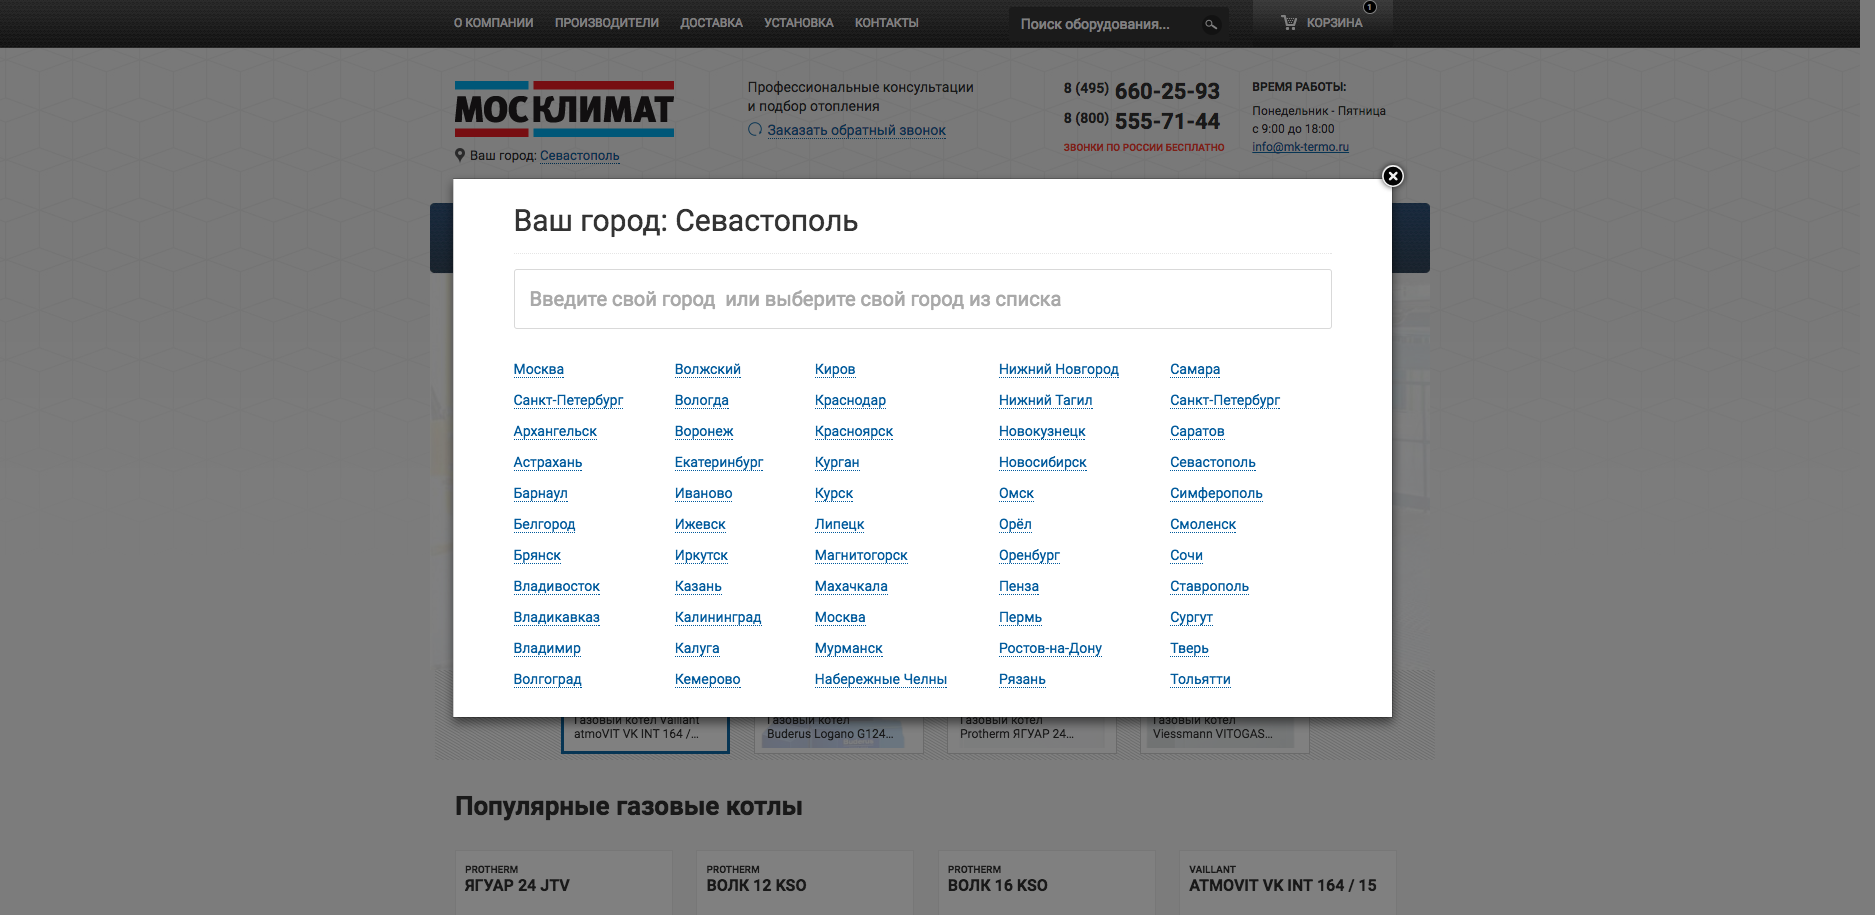 О КОМПАНИИ ПРОИЗВОДИТЕЛИ ДОСТАВКА УСТАНОВКА КОНТАКТЫ
Поиск оборудования...
КОРЗИНА
1
МОСКЛИМАТ
Ваш город: Севастополь
Профессиональные консультации
и подбор отопления
Заказать обратный звонок
8 (495) 660-25-93
8 (800) 555-71-44
ЗВОНКИ ПО РОССИИ БЕСПЛАТНО
ВРЕМЯ РАБОТЫ:
Понедельник - Пятница
с 9:00 до 18:00
info@mk-termo.ru
Ваш город: Севастополь
Введите свой город или выберите свой город из списка
Москва Волжский Киров Нижний Новгород Самара
Санкт-Петербург Вологда Краснодар Нижний Тагил Санкт-Петербург
Архангельск Воронеж Красноярск Новокузнецк Саратов
Астрахань Екатеринбург Курган Новосибирск Севастополь
Барнаул Иваново Курск Омск Симферополь
Белгород Ижевск Липецк Орёл Смоленск
Брянск Иркутск Магнитогорск Оренбург Сочи
Владивосток Казань Махачкала Пенза Ставрополь
Владикавказ Калининград Москва Пермь Сургут
Владимир Калуга Мурманск Ростов-на-Дону Тверь
Волгоград Кемерово Набережные Челны Рязань Тольятти
Газовый котел Vaillant
atmoVIT VK INT 164 /...
Газовый котел
Buderus Logano G124...
Газовый котел
Protherm ЯГУАР 24...
Газовый котел
Viessmann VITOGAS...
Популярные газовые котлы
PROTHERM
ЯГУАР 24 JTV
PROTHERM
ВОЛК 12 KSO
PROTHERM
ВОЛК 16 KSO
VAILLANT
ATMOVIT VK INT 164 / 15